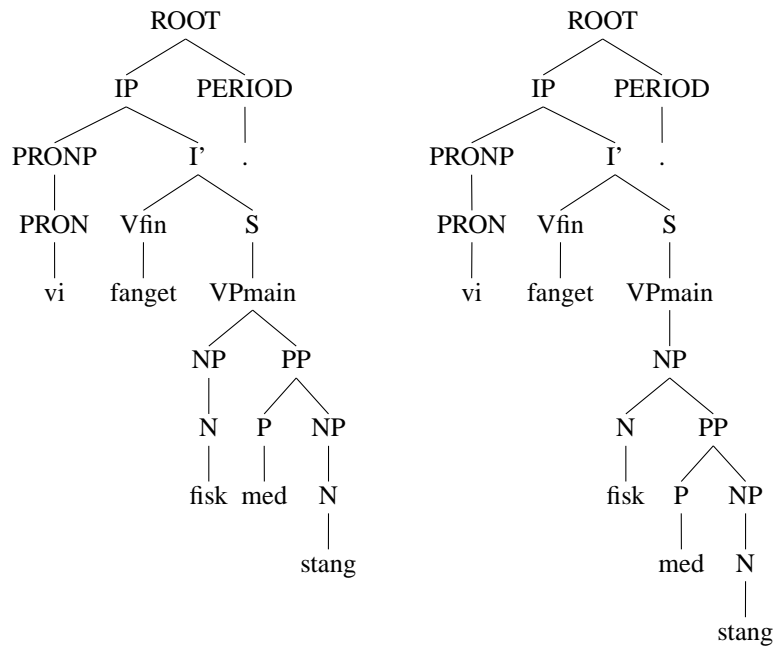 ROOT ROOT
IP PERIOD IP PERIOD
PRONP I’ . PRONP I’ .
PRON Vfin S PRON Vfin S
vi fanget VPmain vi fanget VPmain
NP PP NP
N P NP N PP
fisk med N fisk P NP
stang med N
stang